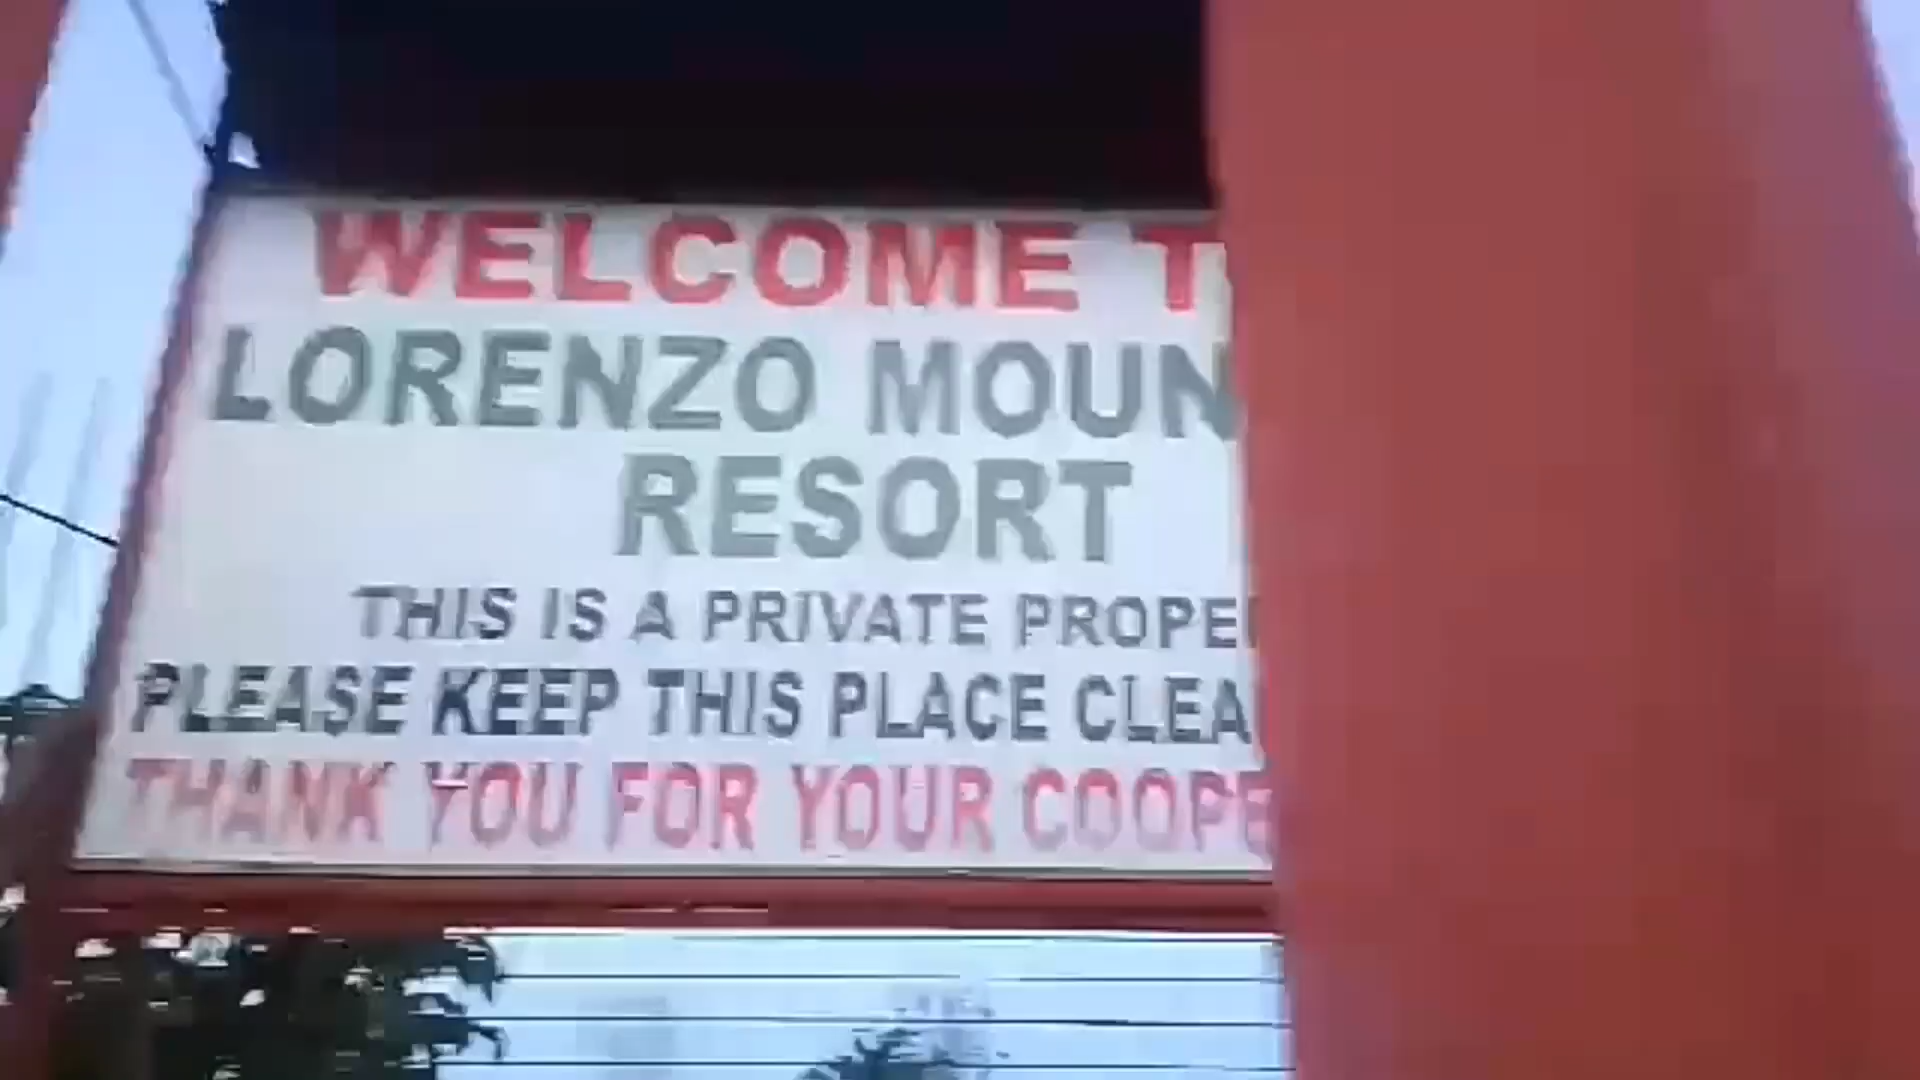 WELCOME T
LORENZO MOUN
RESORT
THIS IS A PRIVATE PROPE
PLEASE KEEP THIS PLACE CLEA
THANK YOU FOR YOUR COOPE